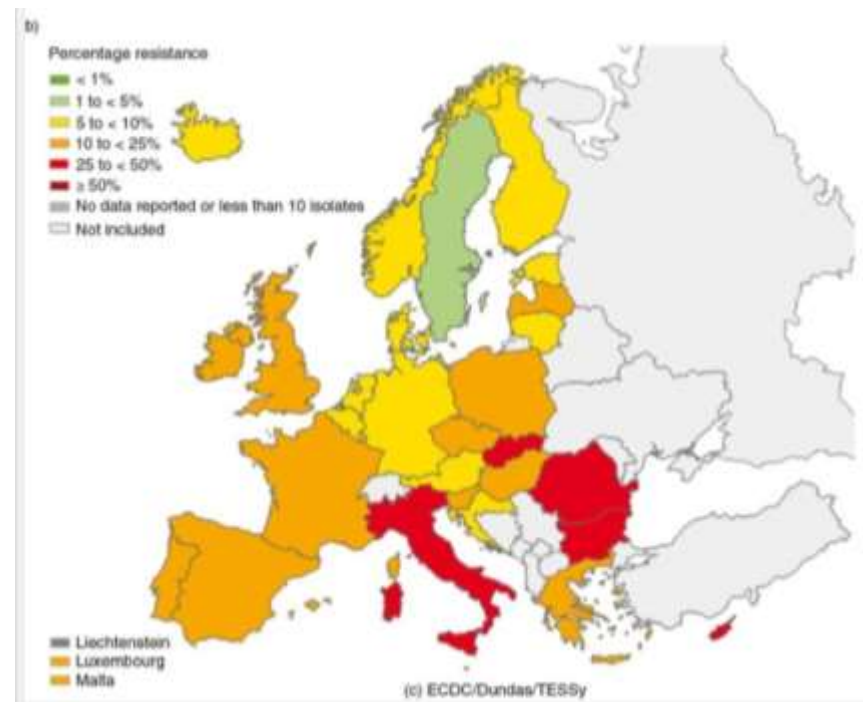 b)
Percentage resistance
< 1%
1 to < 5%
5 to < 10%
10 to < 25%
25 to < 50%
≥ 50%
No data reported or less than 10 isolates
Not included
Liechtenstein
Luxembourg
Malta
(c) ECDC/Dundas/TESSy